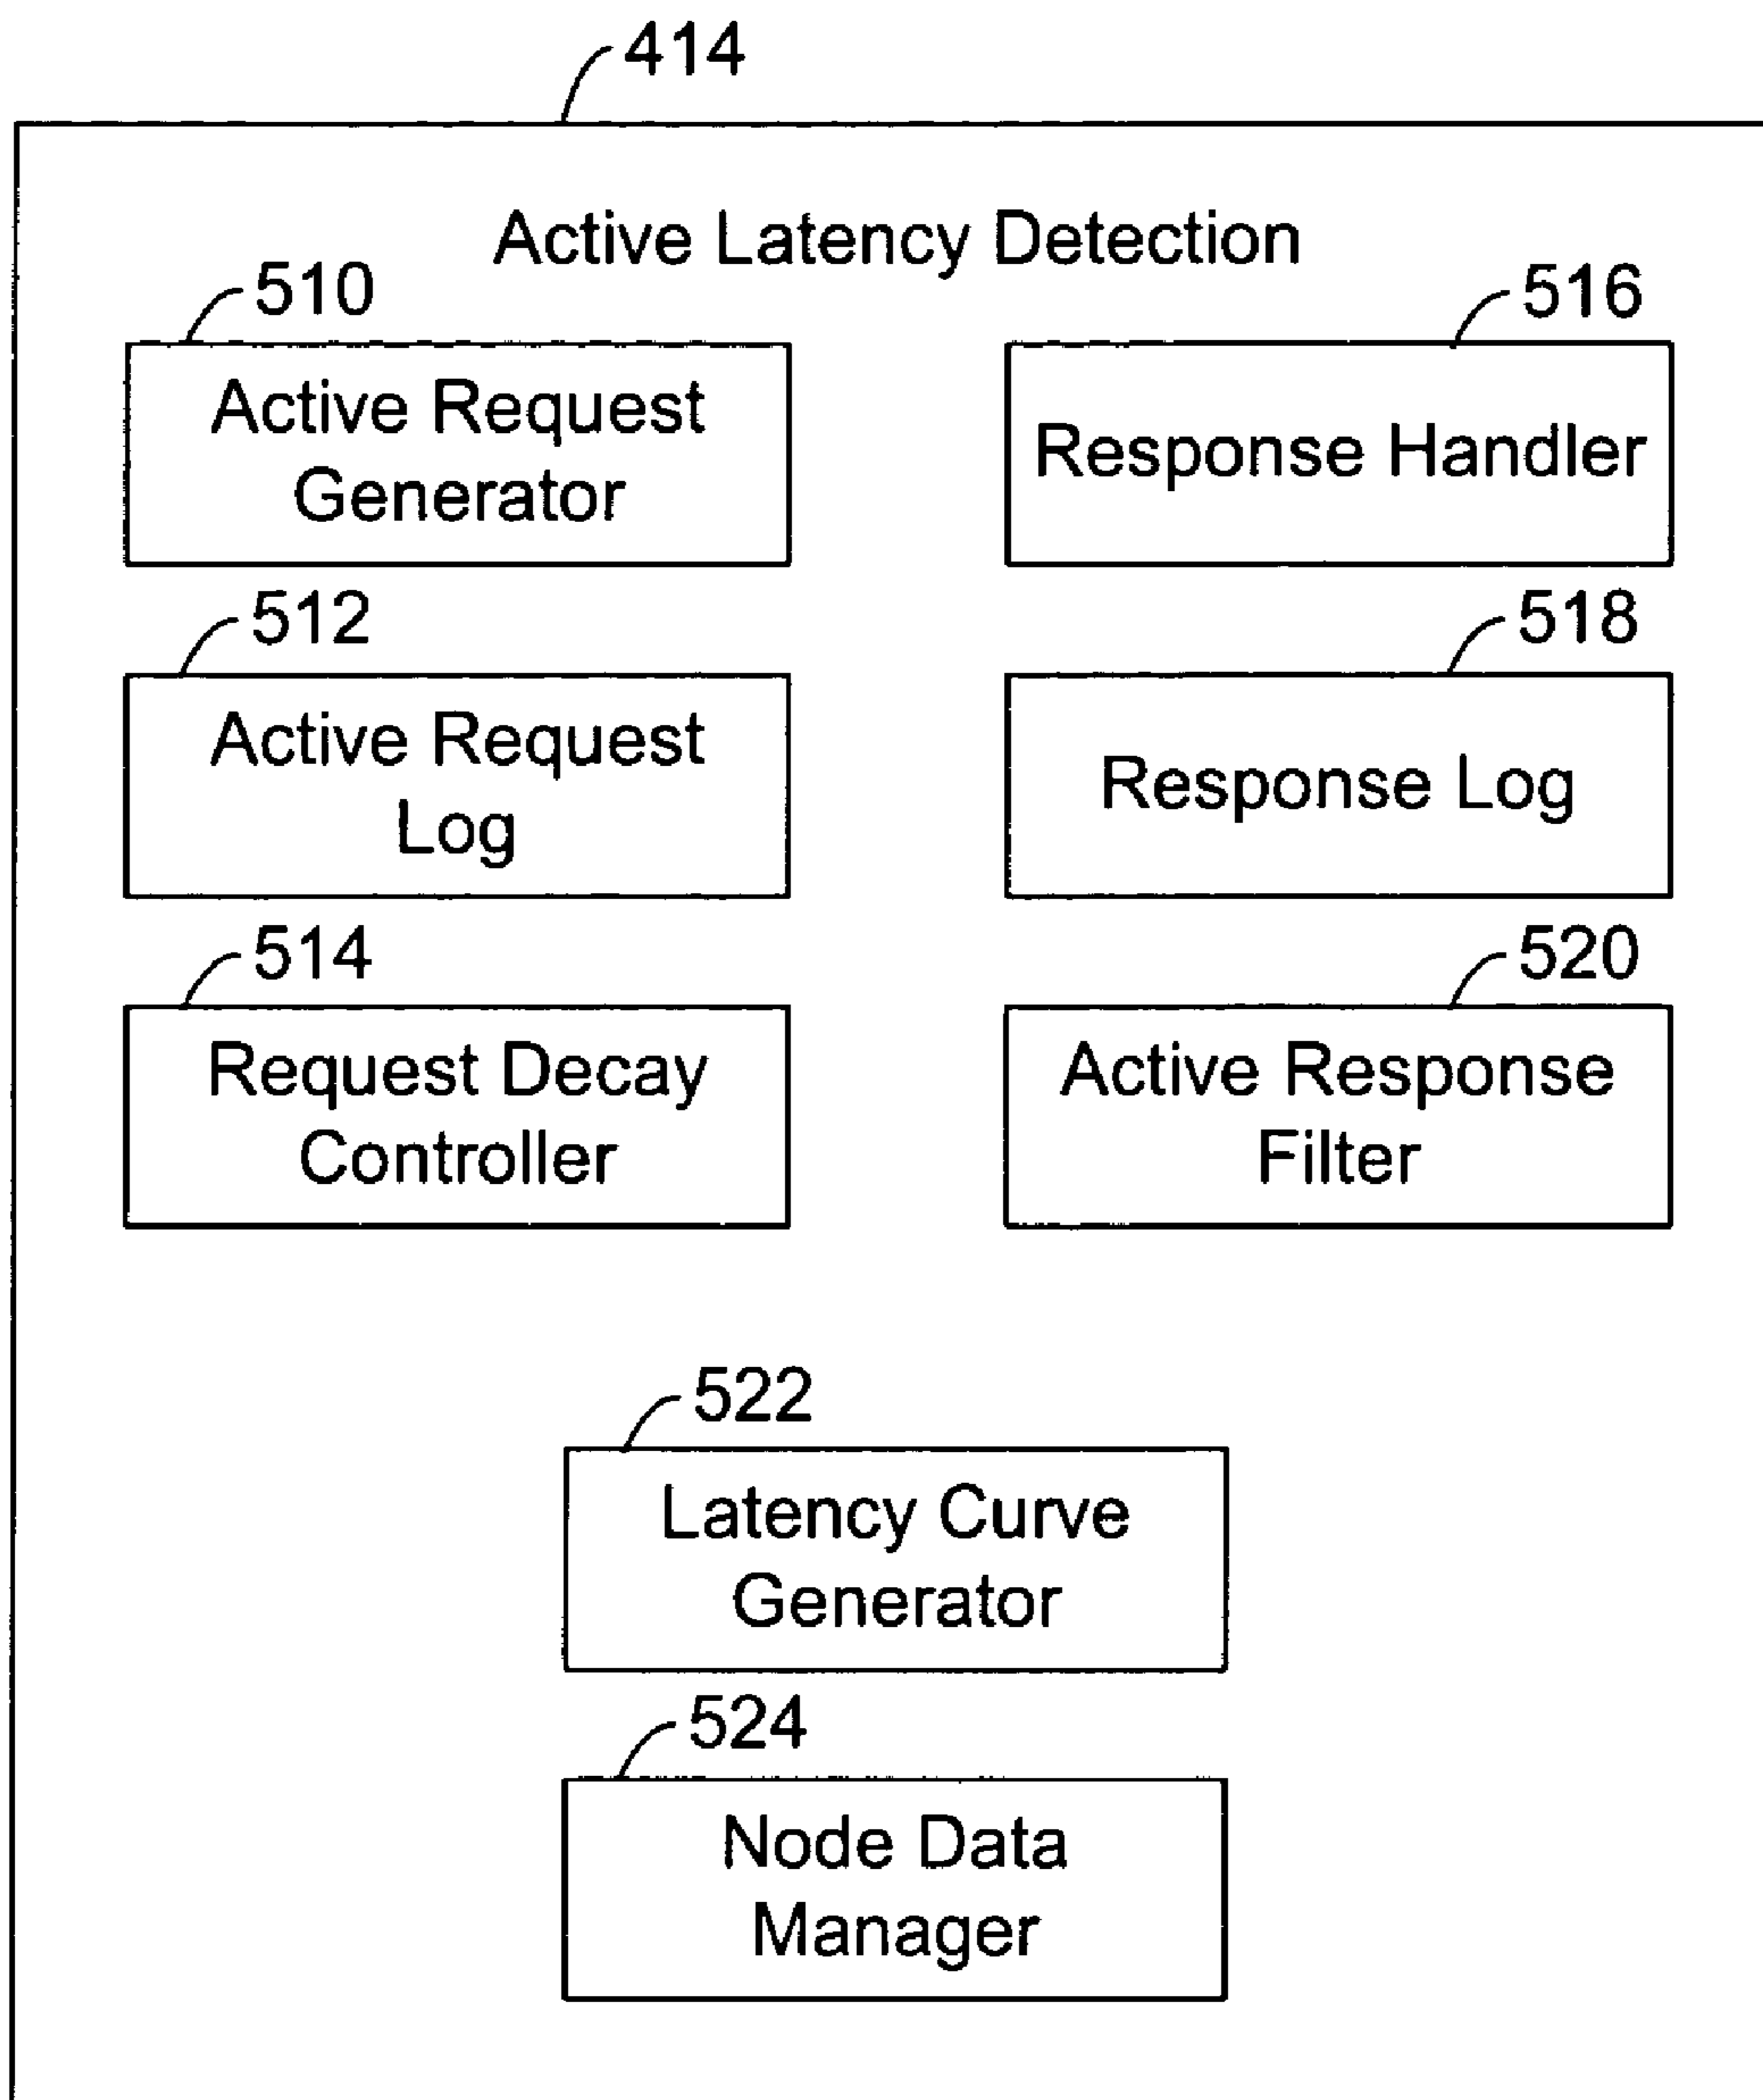 414
Active Latency Detection
510
Active Request
Generator
516
Response Handler
512
Active Request
Log
518
Response Log
514
Request Decay
Controller
520
Active Response
Filter
522
Latency Curve
Generator
524
Node Data
Manager